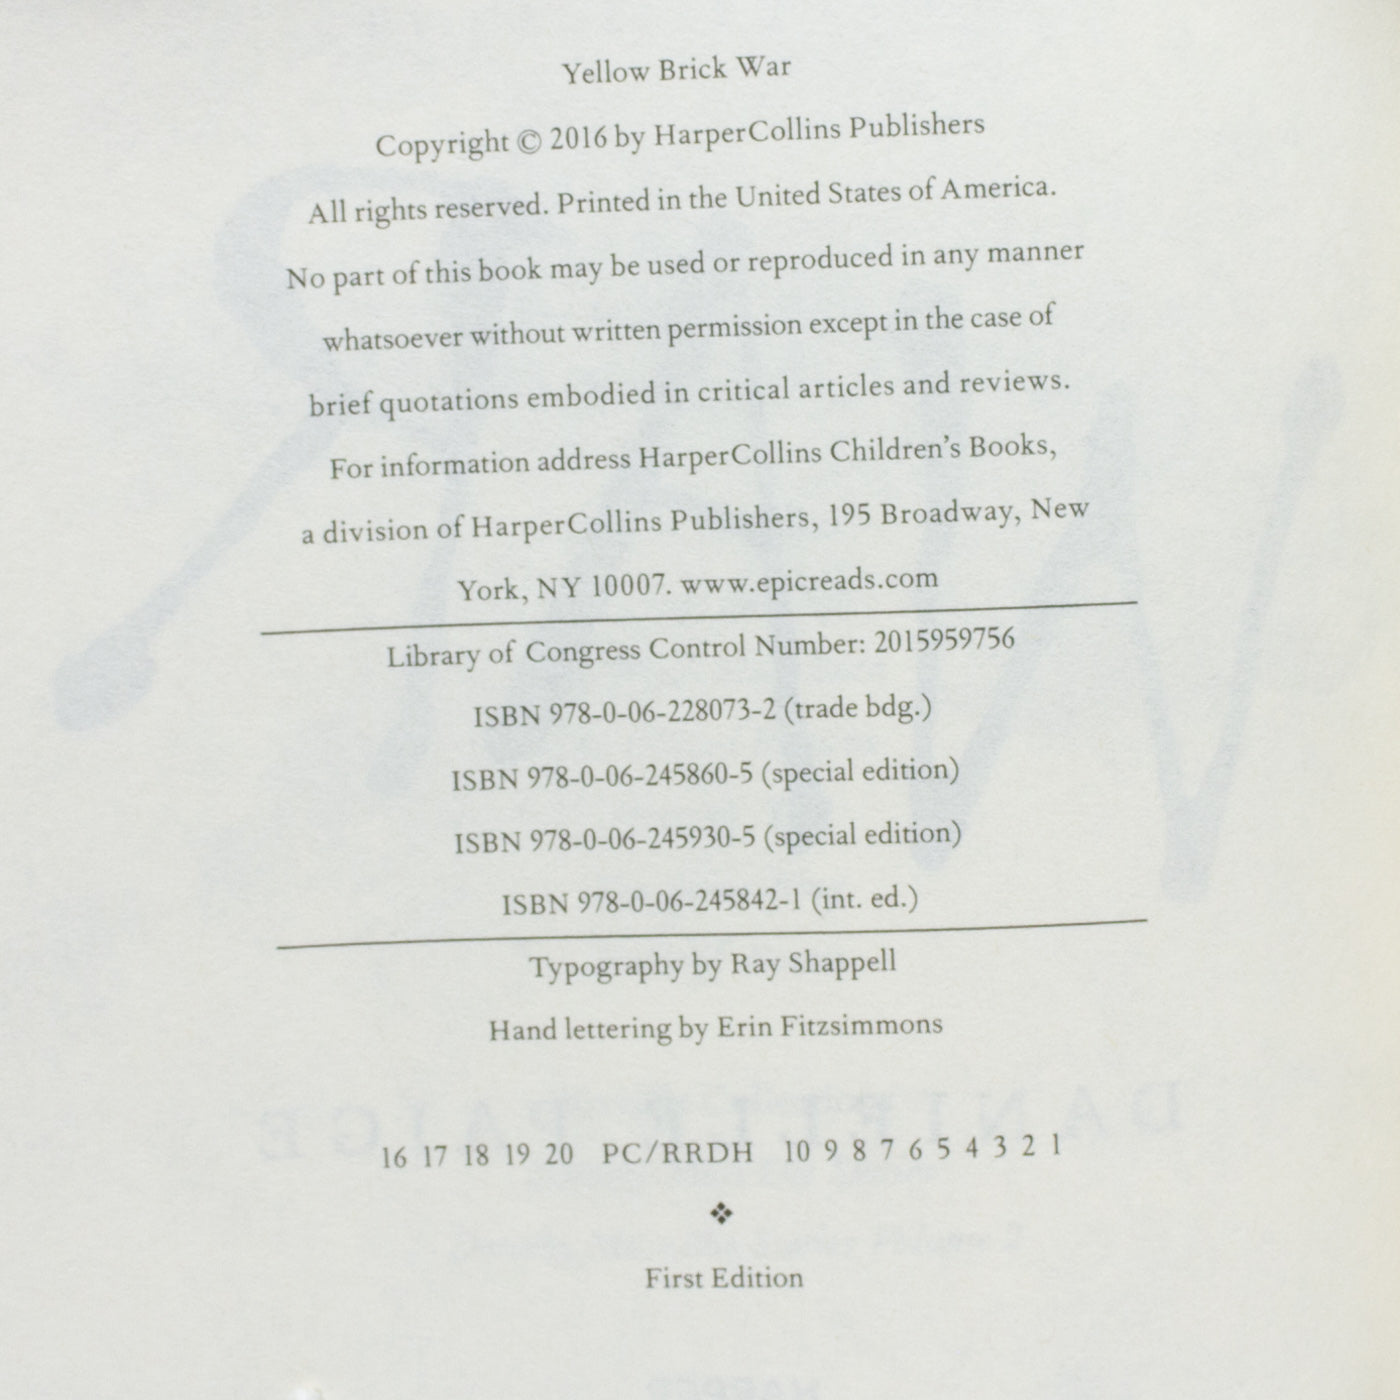 Yellow Brick War
Copyright © 2016 by HarperCollins Publishers
All rights reserved. Printed in the United States of America.
No part of this book may be used or reproduced in any manner
whatsoever without written permission except in the case of
brief quotations embodied in critical articles and reviews.
For information address HarperCollins Children's Books,
a division of HarperCollins Publishers, 195 Broadway, New
York, NY 10007. www.epicreads.com
Library of Congress Control Number: 2015959756
ISBN 978-0-06-228073-2 (trade bdg.)
ISBN 978-0-06-245860-5 (special edition)
ISBN 978-0-06-245930-5 (special edition)
ISBN 978-0-06-245842-1 (int. ed.)
Typography by Ray Shappell
Hand lettering by Erin Fitzsimmons
DANIELLE PAIGE
16 17 18 19 20 PC/RRDH 10 9 8 7 6 5 4 3 2 1
❖
First Edition